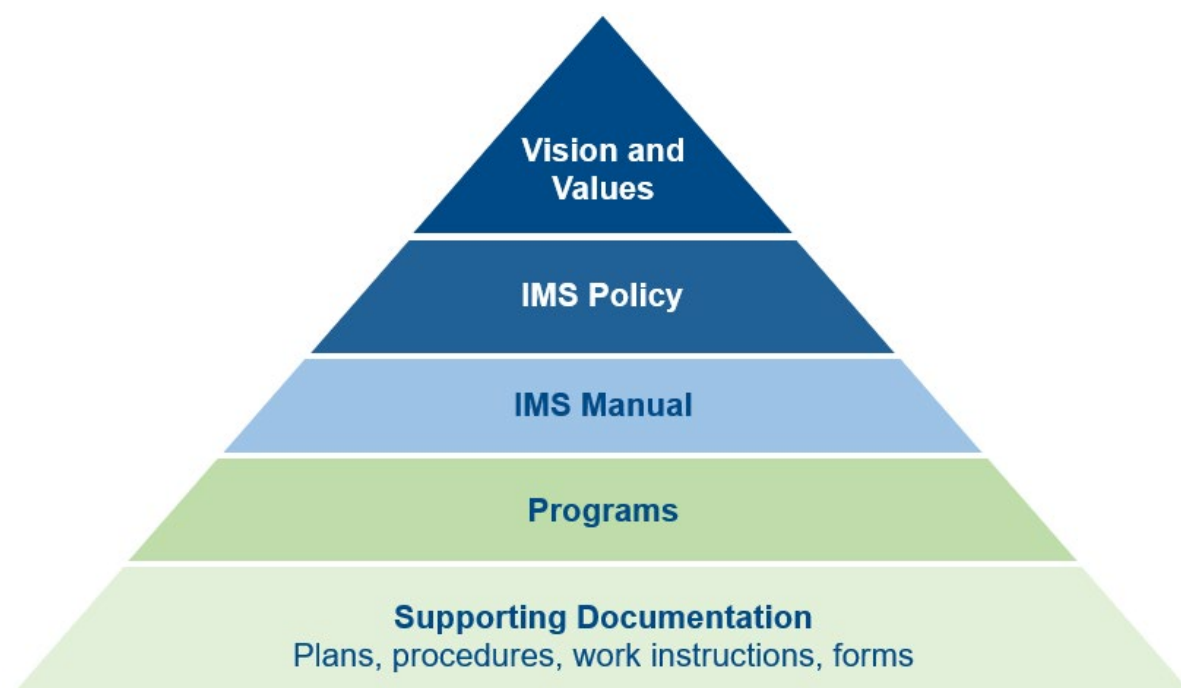 Vision and
Values
IMS Policy
IMS Manual
Programs
Supporting Documentation
Plans, procedures, work instructions, forms